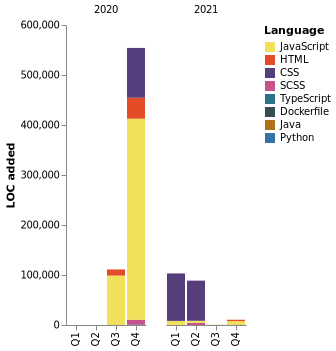 2020 2021
Language
JavaScript
HTML
CSS
SCSS
TypeScript
Dockerfile
Java
Python
LOC added
600,000
500,000
400,000
300,000
200,000
100,000
0
Q1 Q2 Q3 Q4 Q1 Q2 Q3 Q4